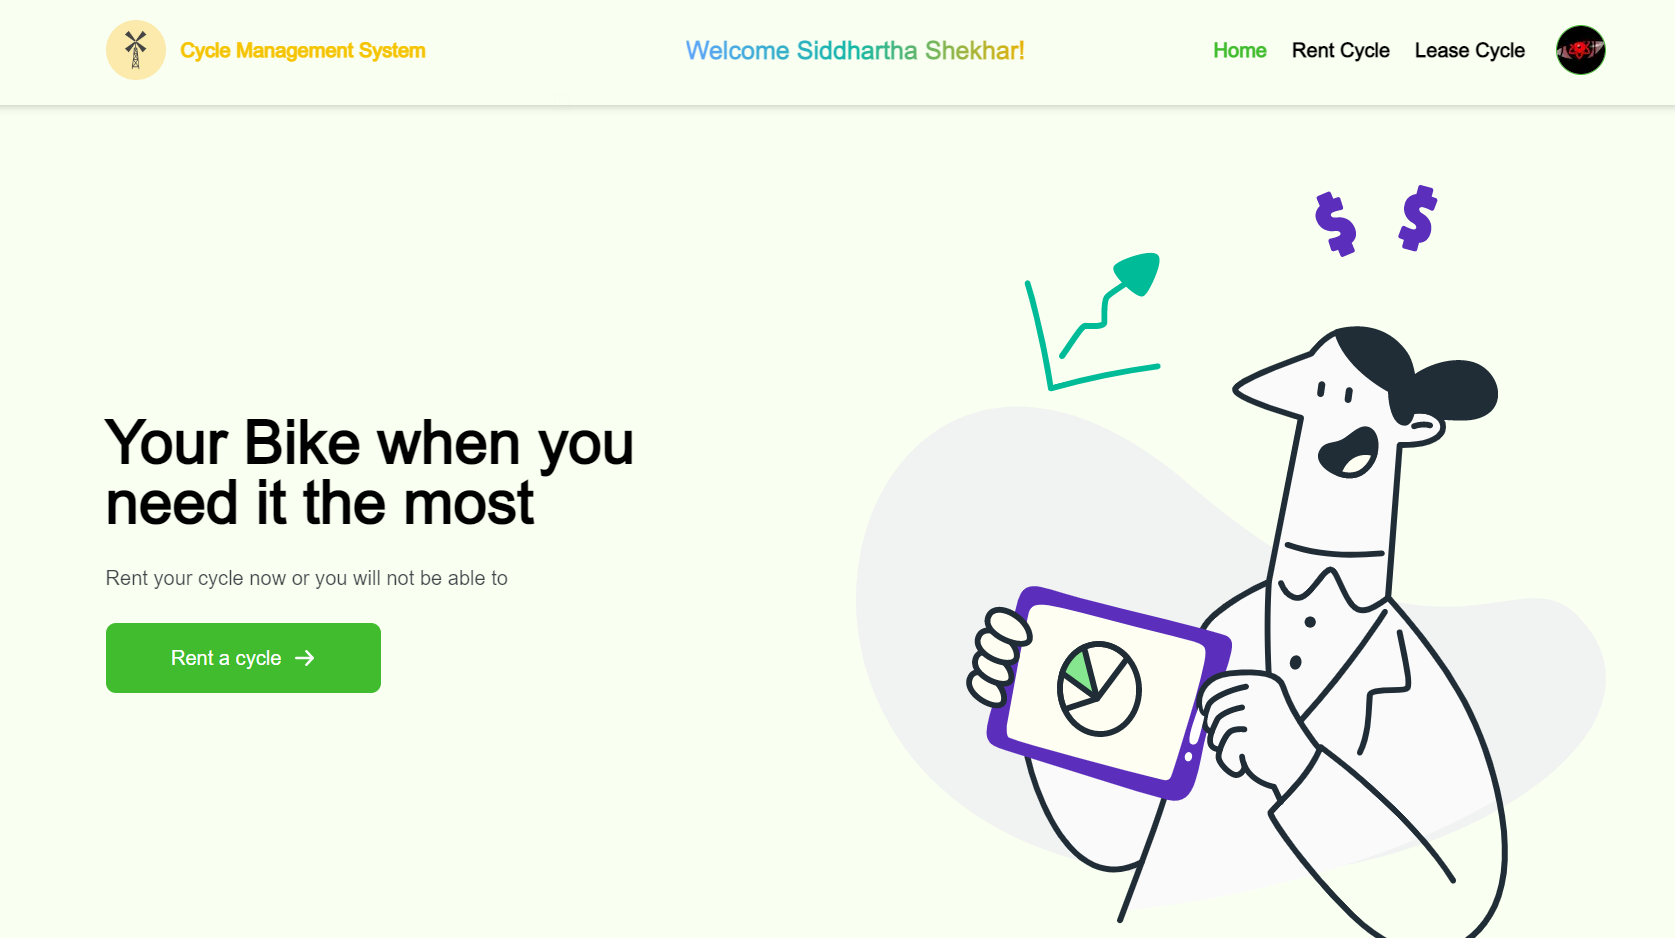 Cycle Management System
Welcome Siddhartha Shekhar!
Home
Rent Cycle
Lease Cycle
$ $
Your Bike when you
need it the most
Rent your cycle now or you will not be able to
Rent a cycle →